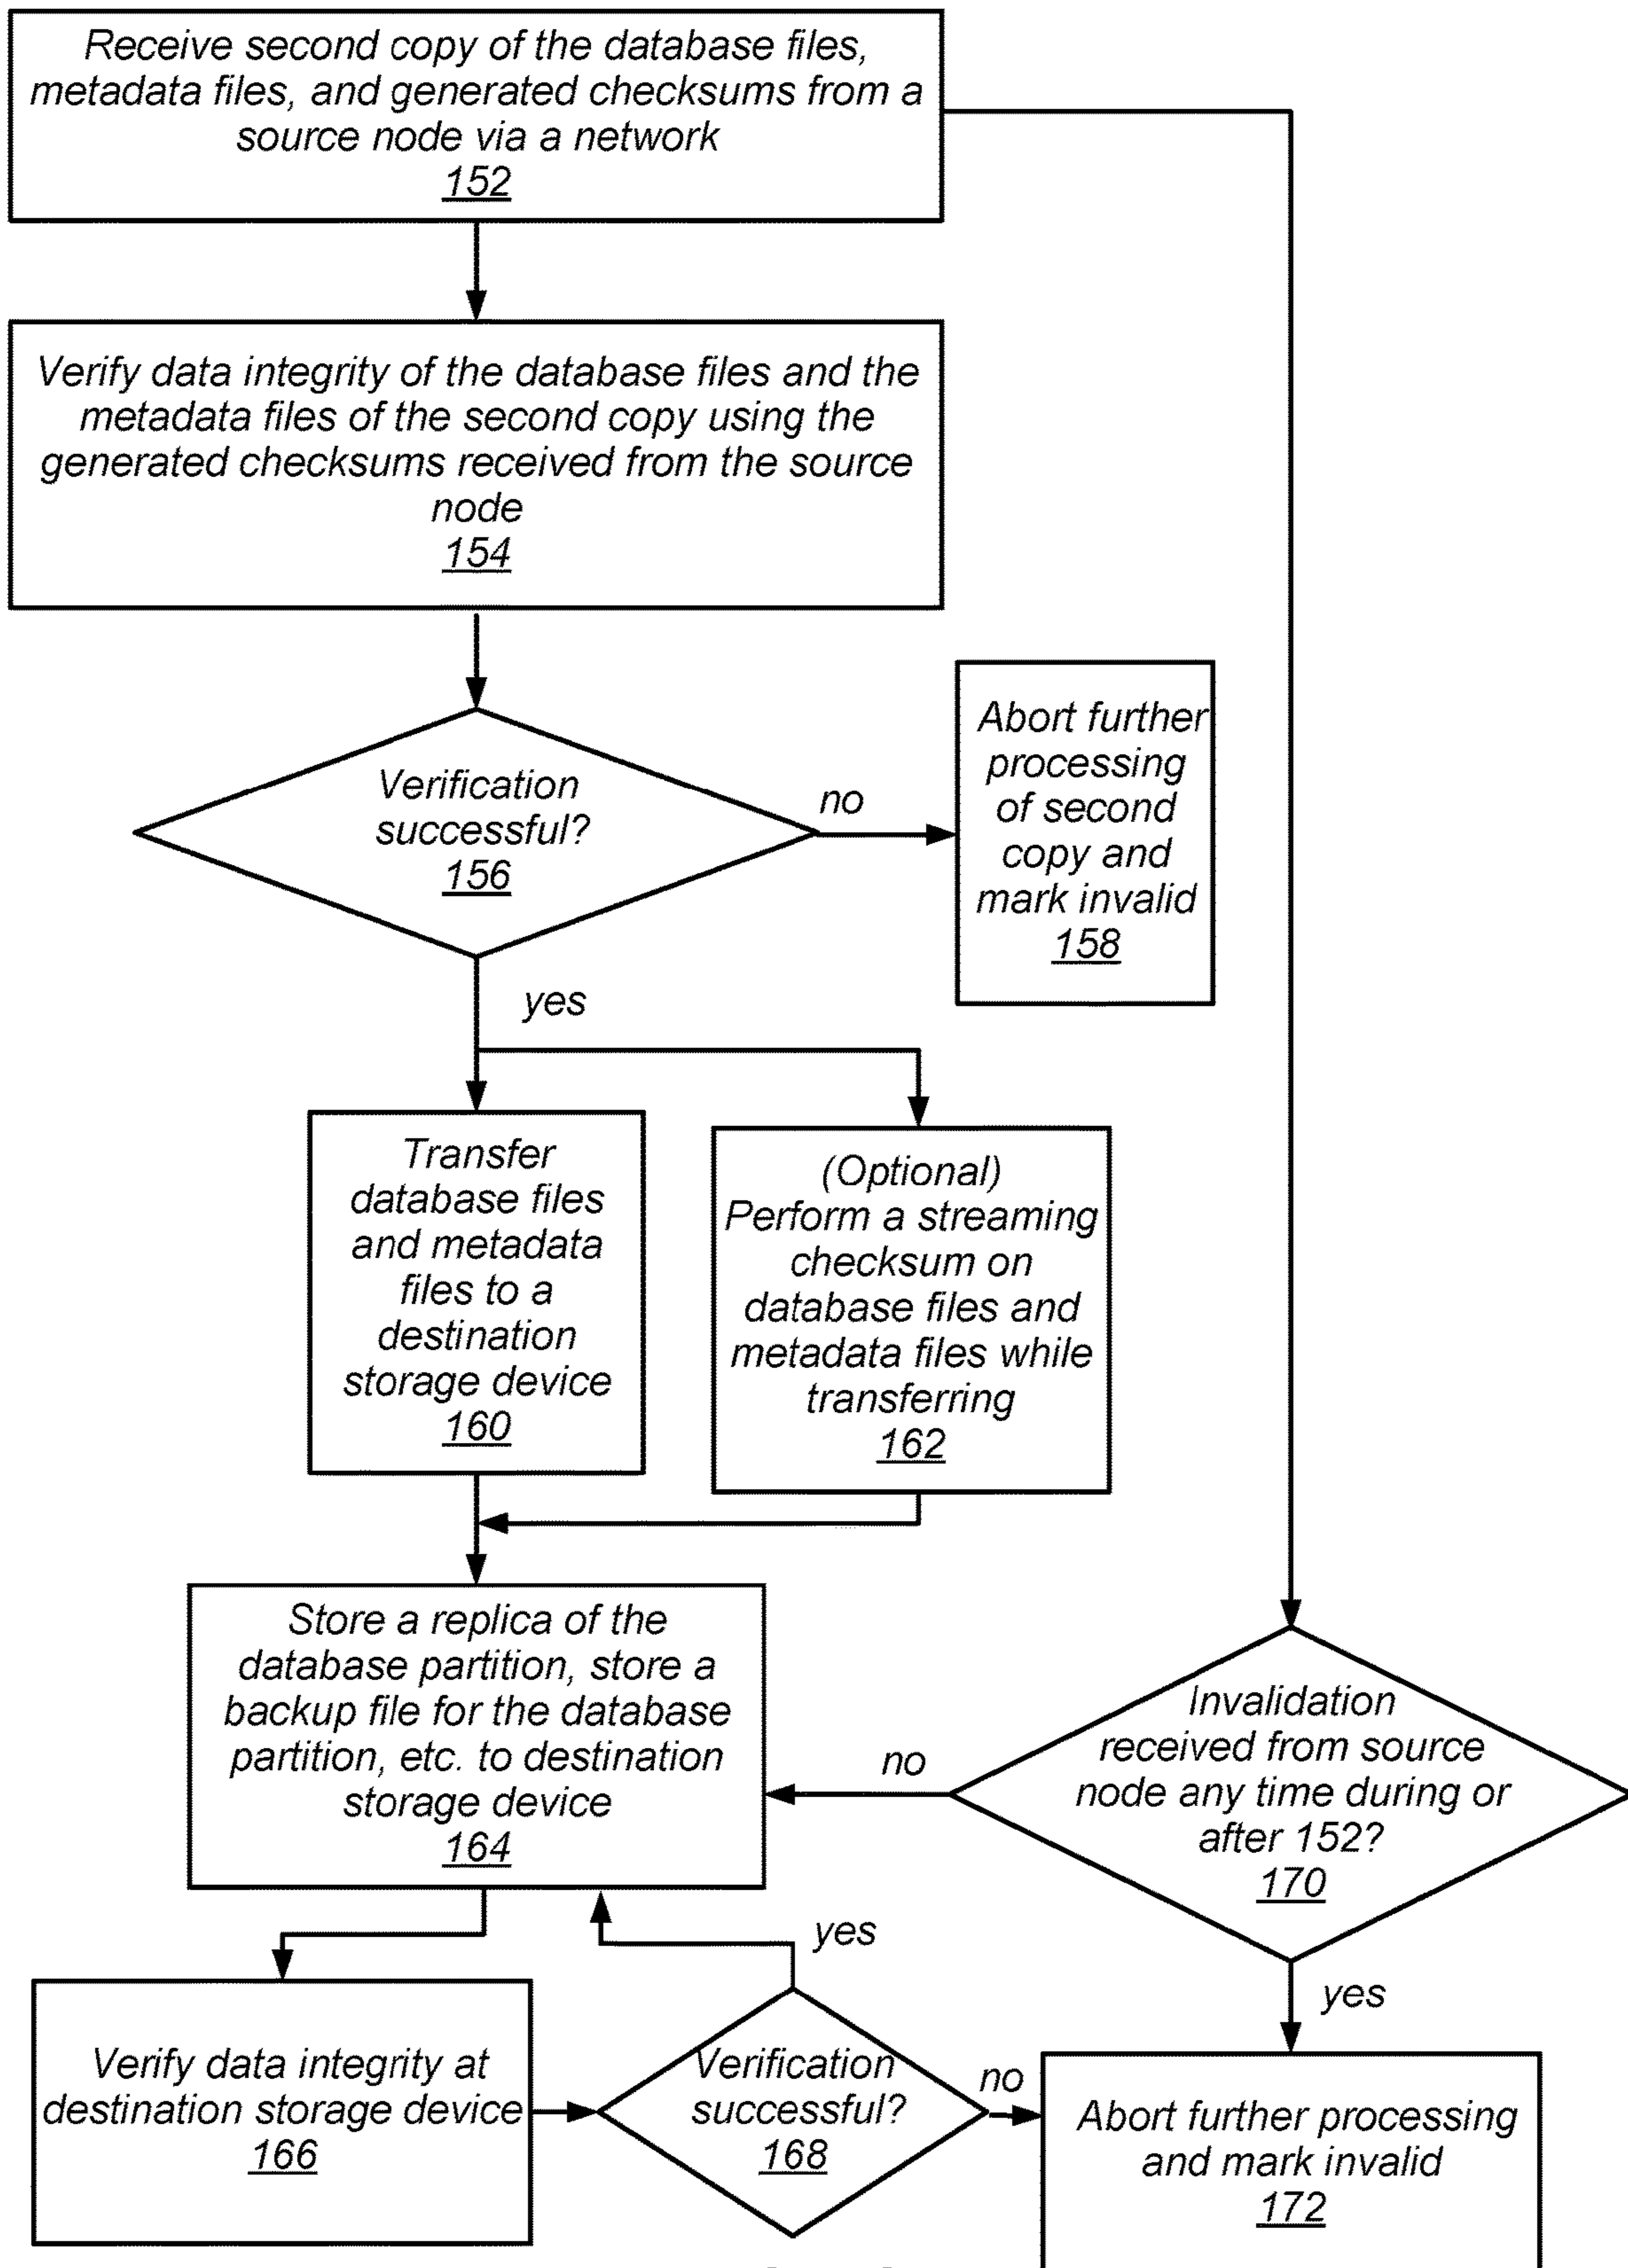 Receive second copy of the database files,
metadata files, and generated checksums from a
source node via a network
152
Verify data integrity of the database files and the
metadata files of the second copy using the
generated checksums received from the source
node
154
Verification
successful?
156
no
Abort further
processing
of second
copy and
mark invalid
158
yes
Transfer
database files
and metadata
files to a
destination
storage device
160
(Optional)
Perform a streaming
checksum on
database files and
metadata files while
transferring
162
Store a replica of the
database partition, store a
backup file for the database
partition, etc. to destination
storage device
164
no
Invalidation
received from source
node any time during or
after 152?
170
yes
yes
Verify data integrity at
destination storage device
166
Verification
successful?
168
no
Abort further processing
and mark invalid
172